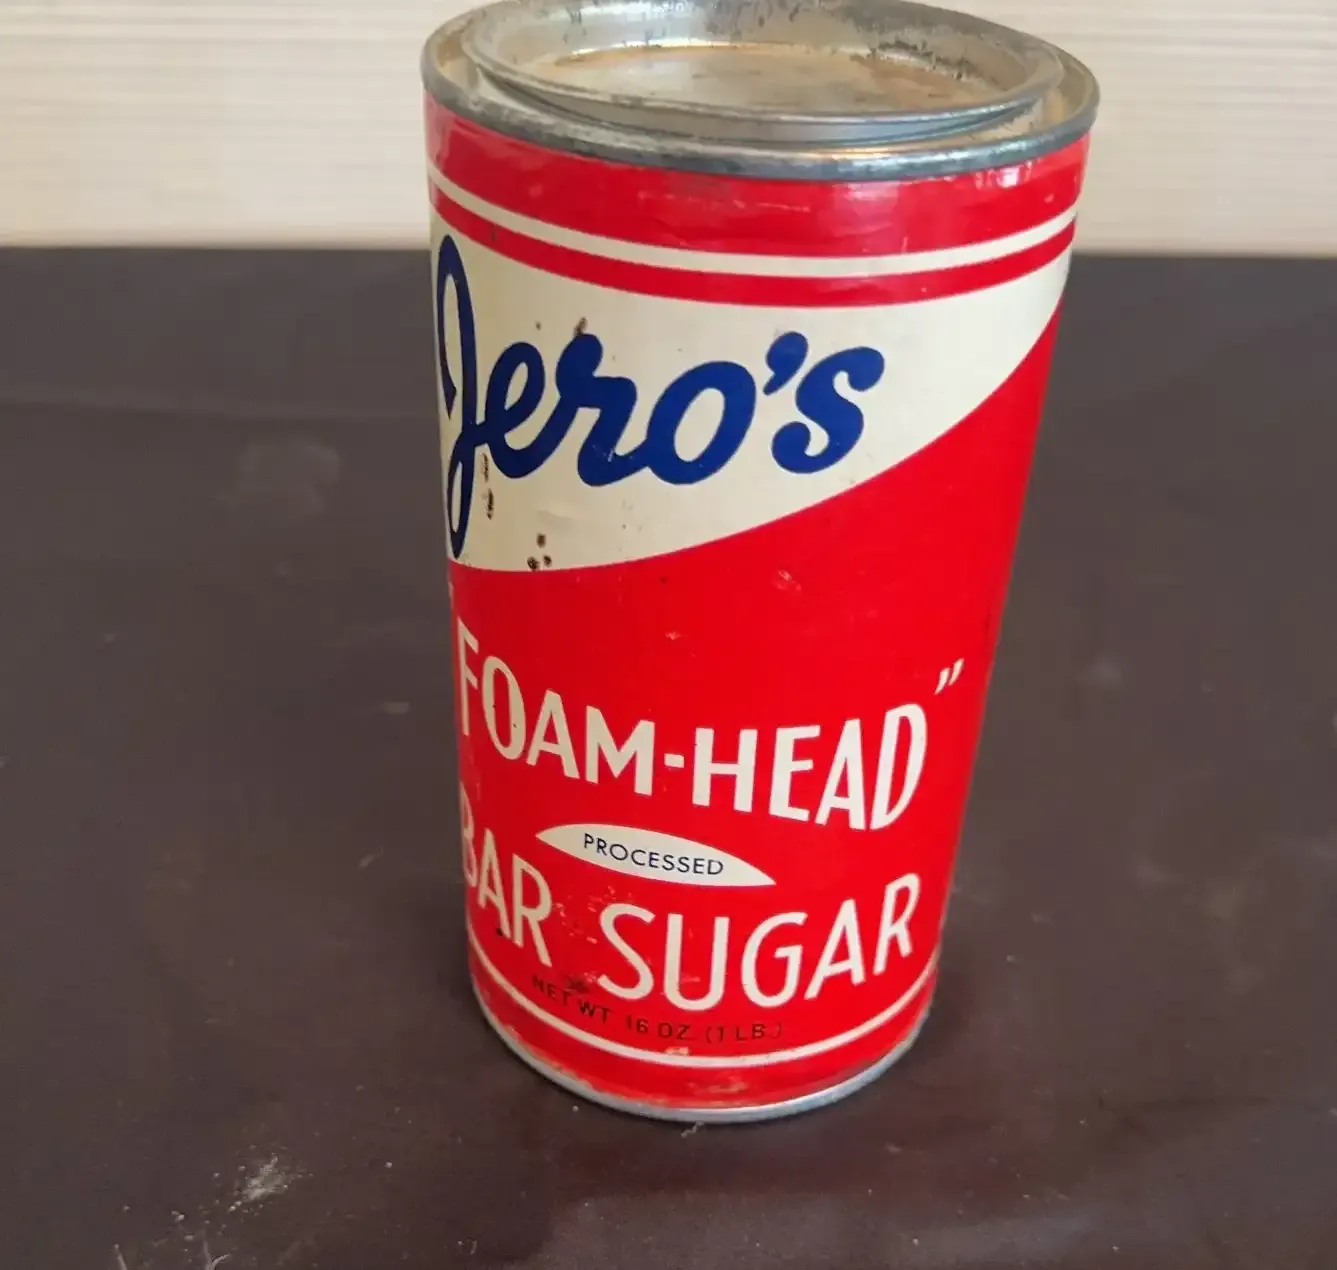 Jero's
"FOAM-HEAD"
PROCESSED
BAR SUGAR
NET WT 16 OZ. (1 LB.)